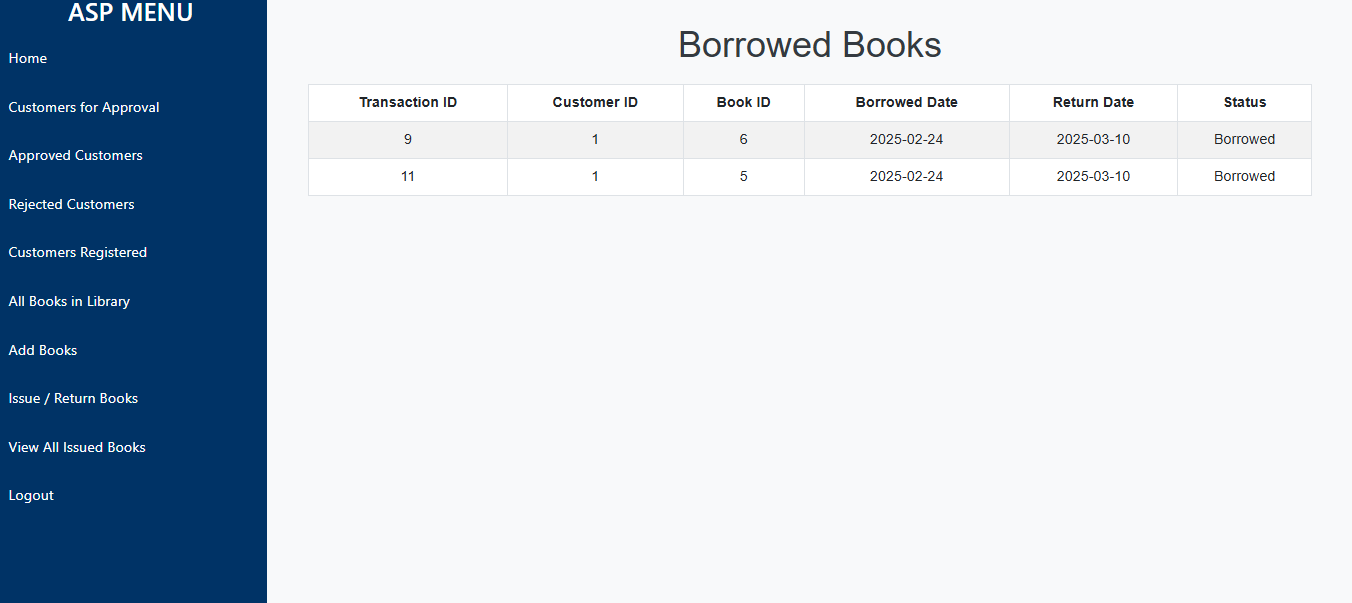 ASP MENU
Home
Customers for Approval
Approved Customers
Rejected Customers
Customers Registered
All Books in Library
Add Books
Issue / Return Books
View All Issued Books
Logout
Borrowed Books
Transaction ID Customer ID Book ID Borrowed Date Return Date Status
9 1 6 2025-02-24 2025-03-10 Borrowed
11 1 5 2025-02-24 2025-03-10 Borrowed